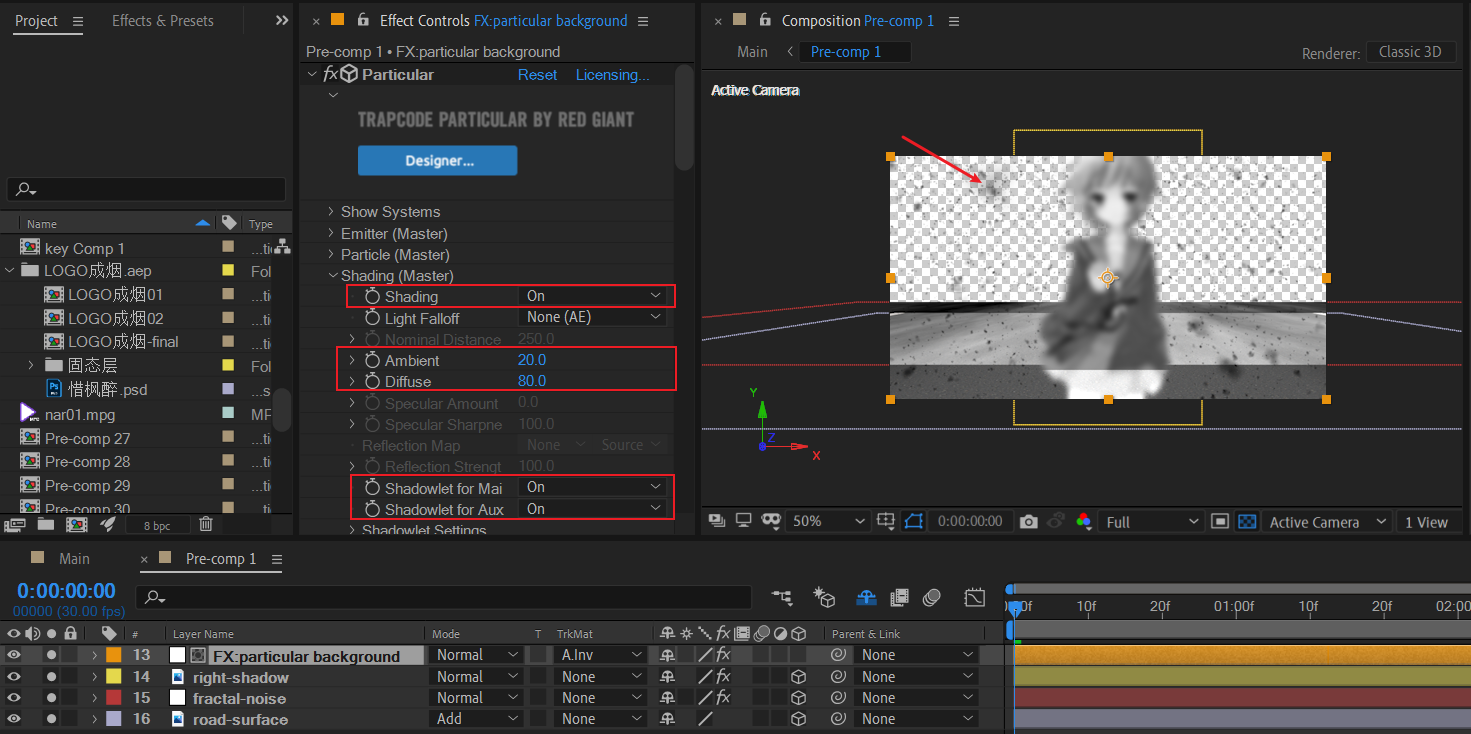 Project
Effects & Presets
Effect Controls FX:particular background
Composition Pre-comp 1
Pre-comp 1 • FX:particular background
Main
Pre-comp 1
Renderer:
Classic 3D
Particular
Reset
Licensing...
Active Camera
TRAPCODE PARTICULAR BY RED GIANT
Designer...
Show Systems
Emitter (Master)
Particle (Master)
Shading (Master)
Shading
On
Light Falloff
None (AE)
Nominal Distance
250.0
Ambient
20.0
Diffuse
80.0
Specular Amount
0.0
Specular Sharpne
100.0
Reflection Map
None
Source
Reflection Strengt
100.0
Shadowlet for Mai
On
Shadowlet for Aux
On
Shadowlet Settings
Name
Type
key Comp 1
...ti
LOGO成烟.aep
Fol
LOGO成烟01
...ti
LOGO成烟02
...ti
LOGO成烟-final
...ti
固态层
Fol
Ps
惜枫醉.psd
...s
nar01.mpg
MP
Pre-comp 27
...ti
Pre-comp 28
...ti
Pre-comp 29
...ti
Pre-comp 30
8 bpc
Y
Z
X
50%
0:00:00:00
Full
Active Camera
1 View
Main
Pre-comp 1
0:00:00:00
00000 (30.00 fps)
10f
20f
01:00f
10f
20f
02:00
#
Layer Name
Mode
T
TrkMat
Parent & Link
13
FX:particular background
Normal
A.Inv
None
14
right-shadow
Normal
None
None
15
fractal-noise
Normal
None
None
16
road-surface
Add
None
None